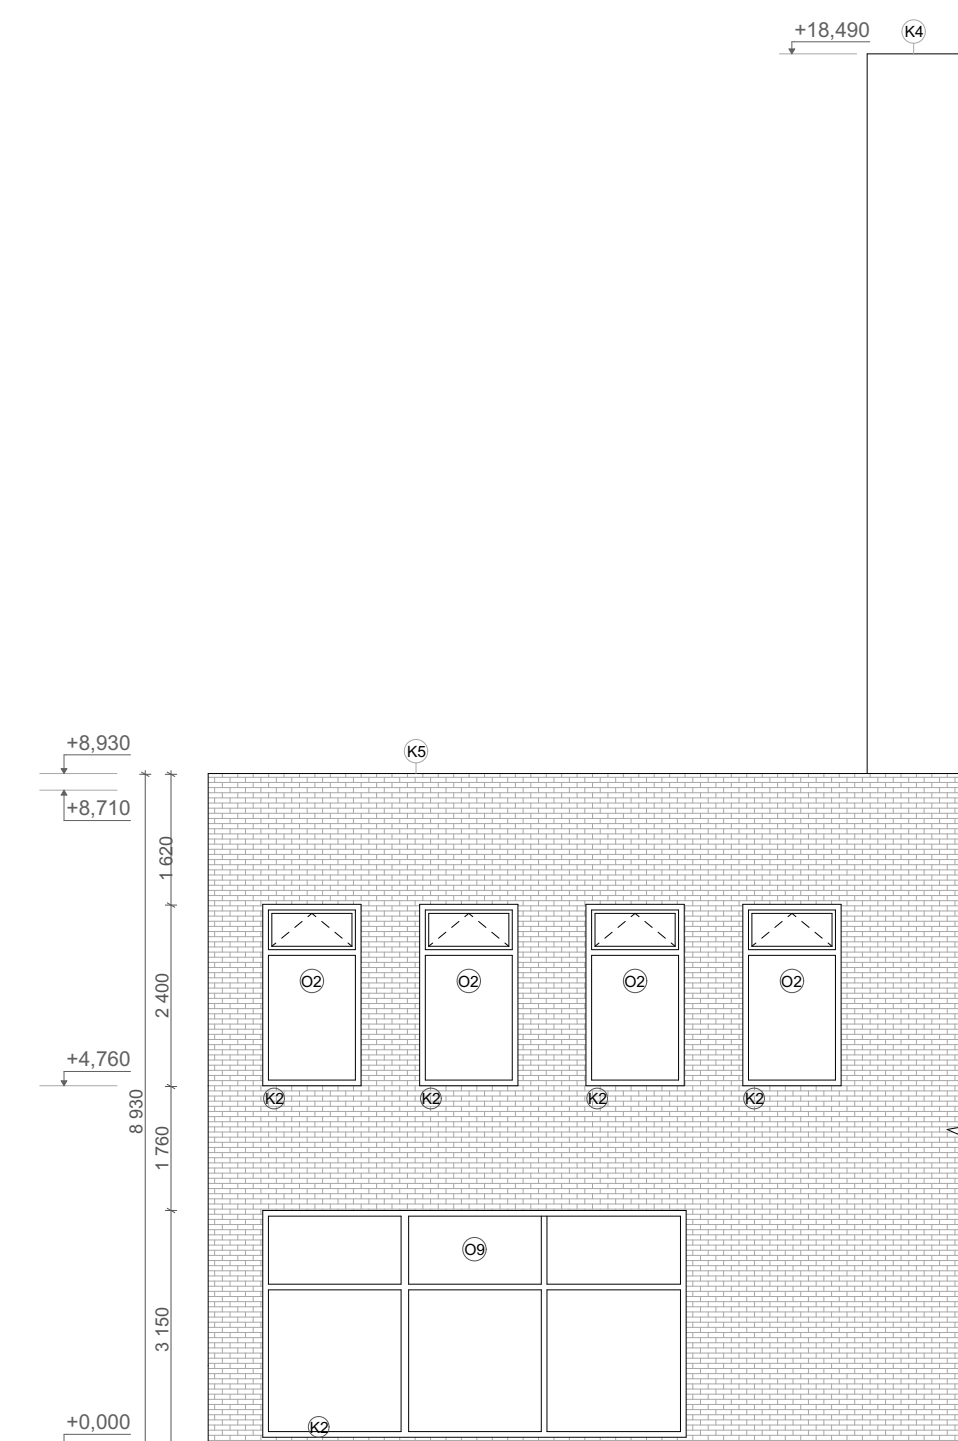 +18,490 K4
+8,930 K5
+8,710
1 620
2 400 O2 O2 O2 O2
+4,760
K2 K2 K2 K2
8 930
1 760
O9
3 150
+0,000 K2